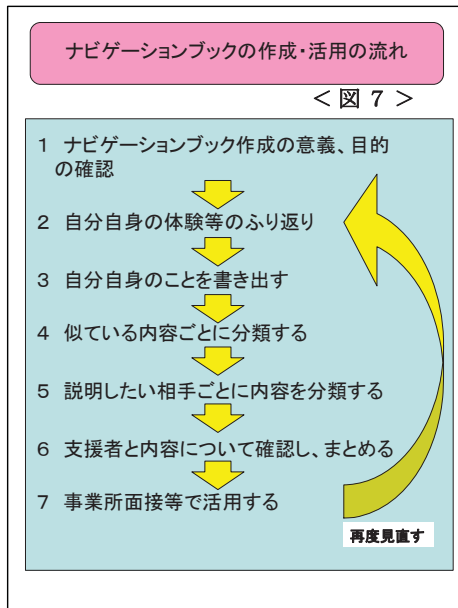 ナビゲーションブックの作成・活用の流れ
＜図７＞
１　ナビゲーションブック作成の意義、目的
の確認
２　自分自身の体験等のふり返り
３　自分自身のことを書き出す
４　似ている内容ごとに分類する
５　説明したい相手ごとに内容を分類する
６　支援者と内容について確認し、まとめる
７　事業所面接等で活用する
再度見直す